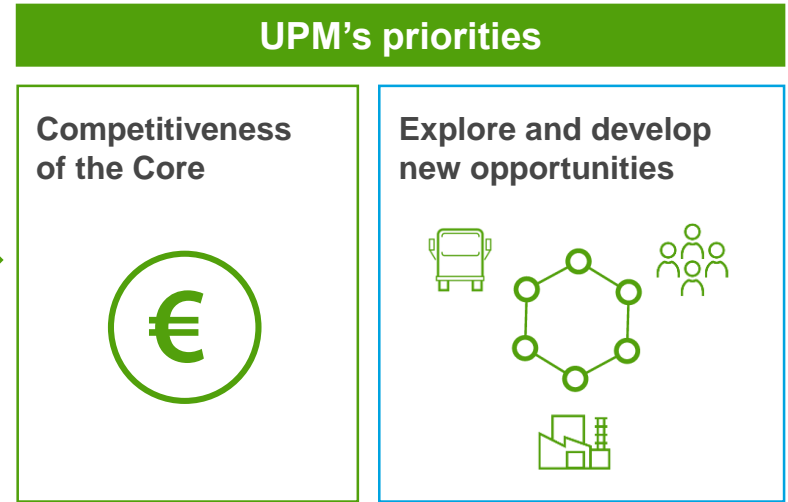 UPM’s priorities
Competitiveness
of the Core
€
Explore and develop
new opportunities